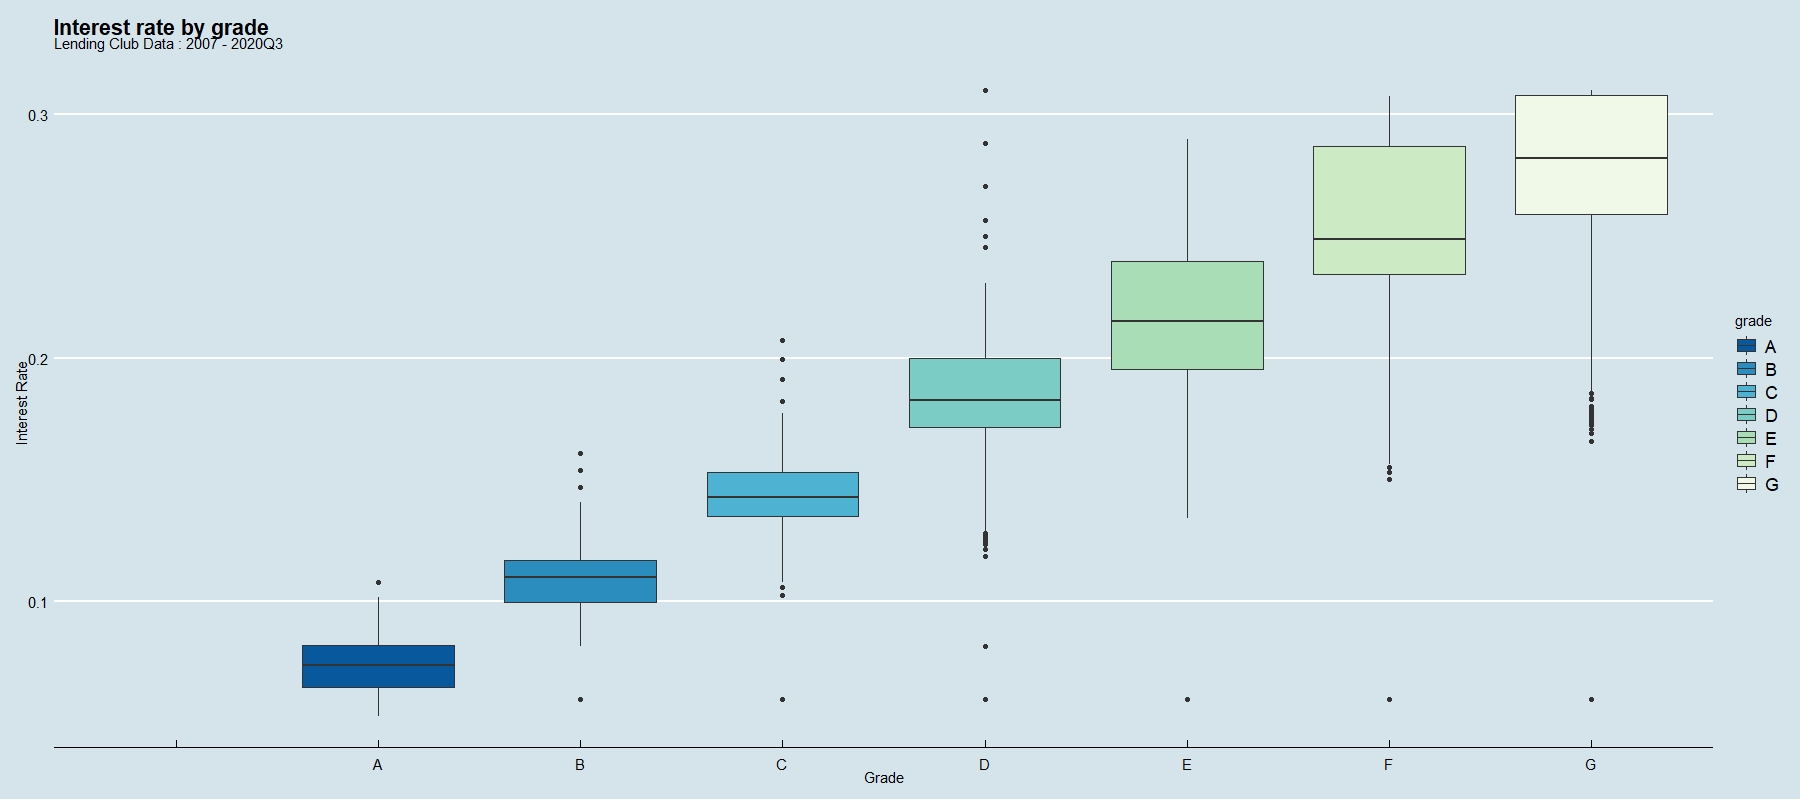 Interest rate by grade
Lending Club Data : 2007 - 2020Q3
0.3
0.2
0.1
Interest Rate
A
B
C
D
E
F
G
Grade
grade
A
B
C
D
E
F
G